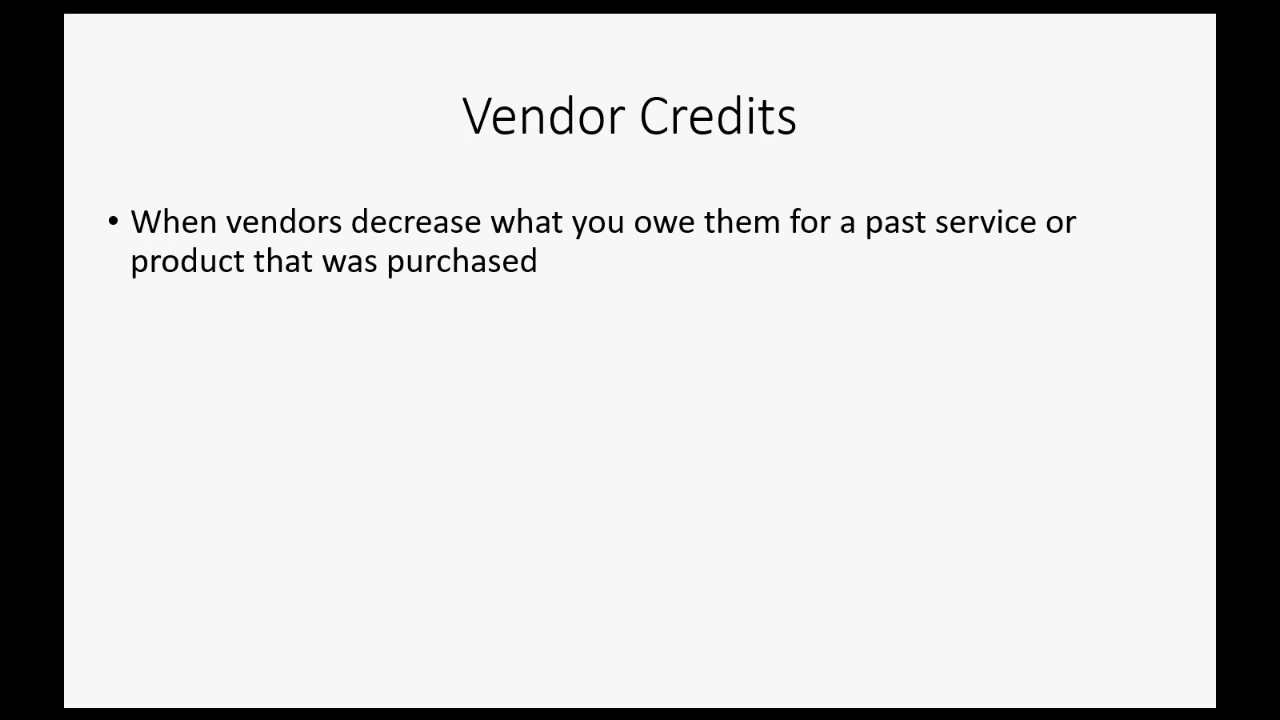 Vendor Credits
• When vendors decrease what you owe them for a past service or
product that was purchased